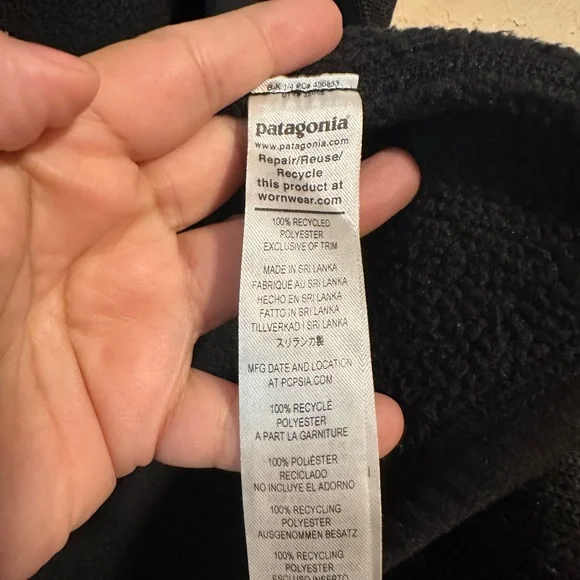 patagonia
www.patagonia.com
Repair/Reuse/
Recycle
this product at
wornwear.com
100% RECYCLED
POLYESTER
EXCLUSIVE OF TRIM
MADE IN SRI LANKA
FABRIQUÉ AU SRI LANKA
HECHO EN SRI LANKA
FATTO IN SRI LANKA
TILLVERKAD I SRI LANKA
スリランカ製
MFG DATE AND LOCATION
AT PCPSIA.COM
100% RECYCLÉ
POLYESTER
A PART LA GARNITURE
100% POLIÉSTER
RECICLADO
NO INCLUYE EL ADORNO
100% RECYCLING
POLYESTER
AUSGENOMMEN BESATZ
100% RECYCLING
POLYESTER
ESCLUSO INSERTO